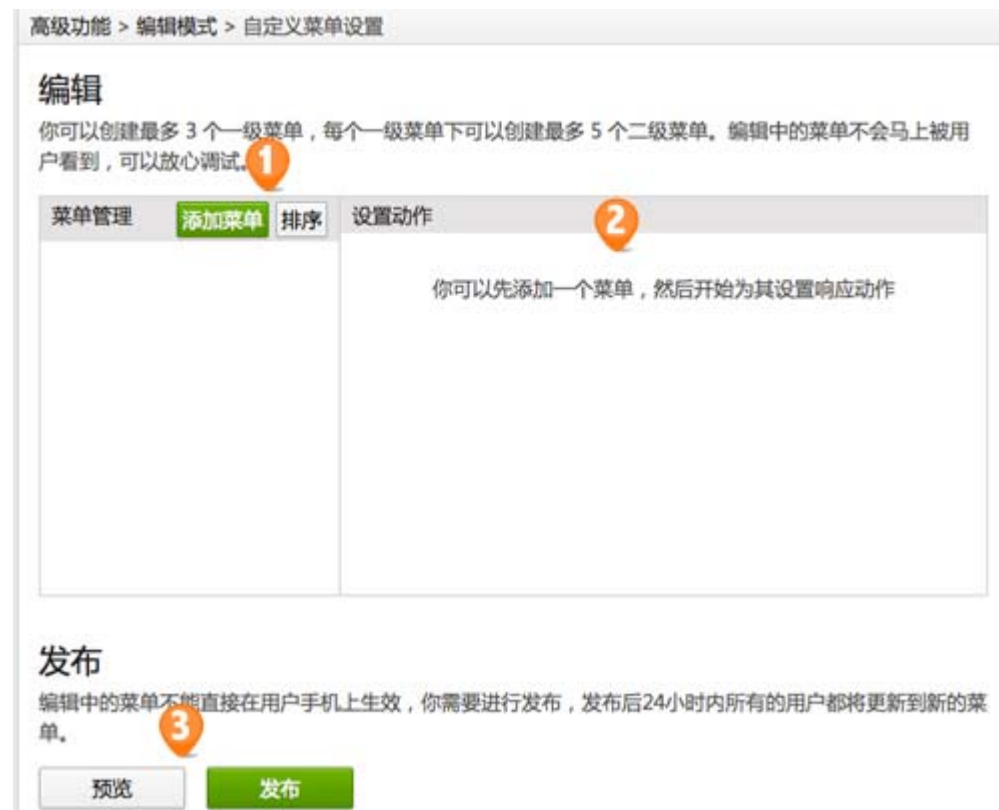 高级功能 > 编辑模式 > 自定义菜单设置
编辑
你可以创建最多 3 个一级菜单，每个一级菜单下可以创建最多 5 个二级菜单。编辑中的菜单不会马上被用
户看到，可以放心调试。
1
菜单管理 添加菜单 排序 设置动作
2
你可以先添加一个菜单，然后开始为其设置响应动作
发布
编辑中的菜单不能直接在用户手机上生效，你需要进行发布，发布后24小时内所有的用户都将更新到新的菜
单。
3
预览 发布